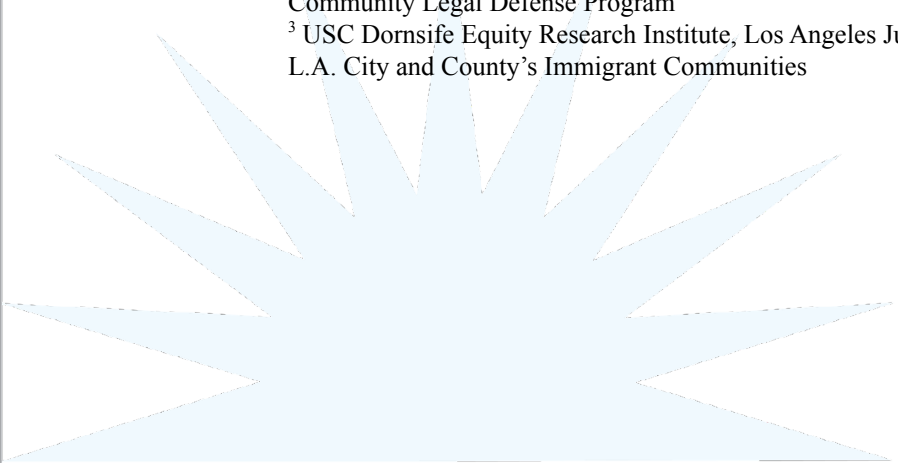 Community Legal Defense Program
³ USC Dornsife Equity Research Institute, Los Angeles
L.A. City and County’s Immigrant Communities